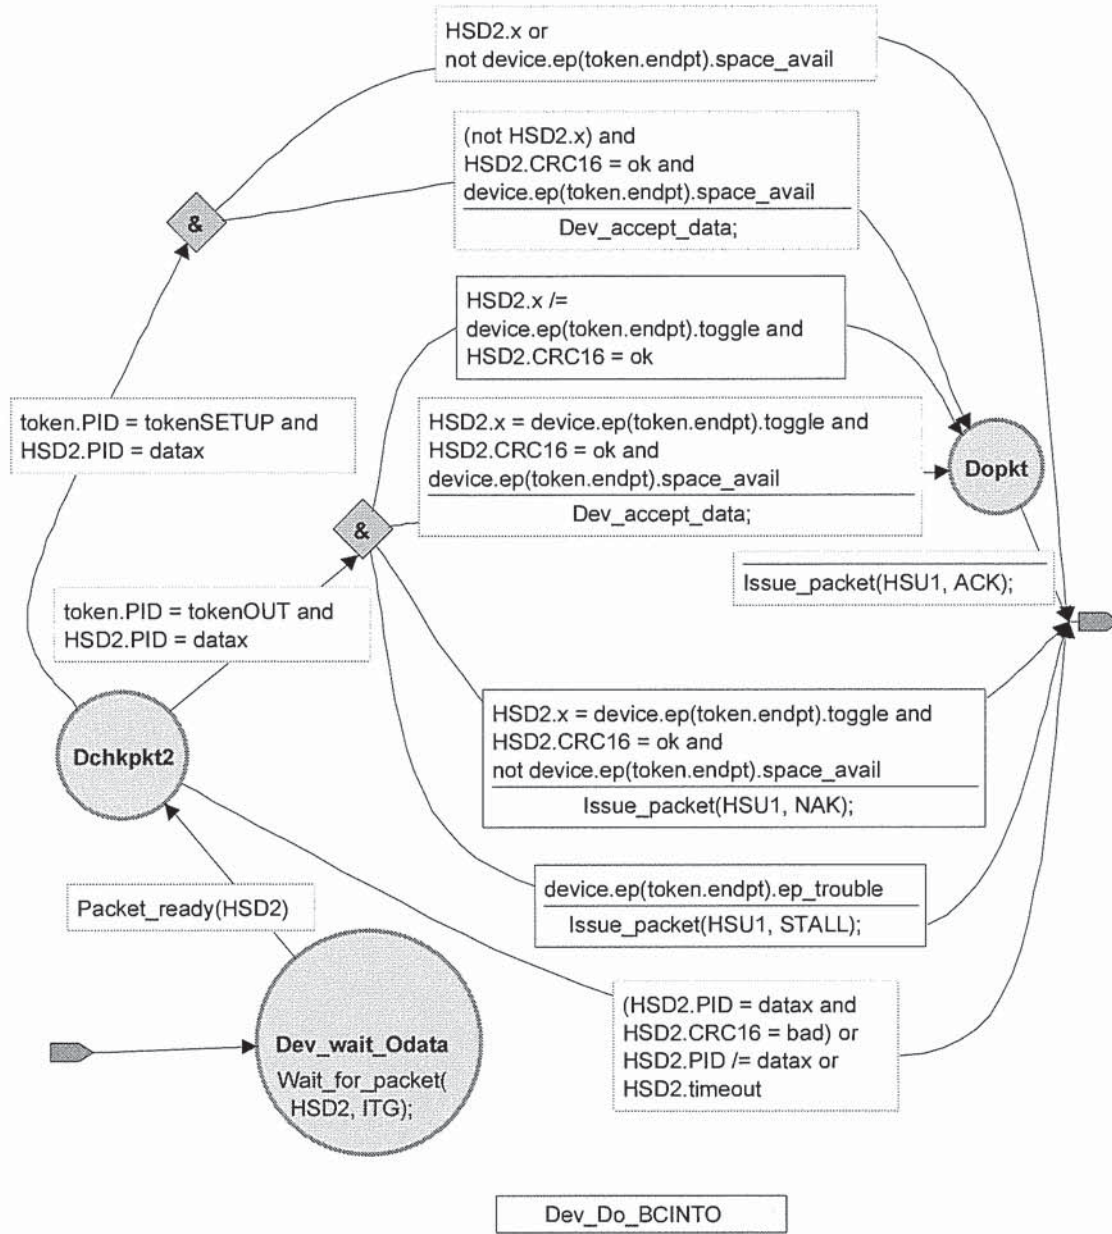 HSD2.x or
not device.ep(token.endpt).space_avail
(not HSD2.x) and
HSD2.CRC16 = ok and
device.ep(token.endpt).space_avail
Dev_accept_data;
&
HSD2.x /=
device.ep(token.endpt).toggle and
HSD2.CRC16 = ok
token.PID = tokenSETUP and
HSD2.PID = datax
HSD2.x = device.ep(token.endpt).toggle and
HSD2.CRC16 = ok and
device.ep(token.endpt).space_avail
Dev_accept_data;
Dopkt
&
Issue_packet(HSU1, ACK);
token.PID = tokenOUT and
HSD2.PID = datax
HSD2.x = device.ep(token.endpt).toggle and
HSD2.CRC16 = ok and
not device.ep(token.endpt).space_avail
Issue_packet(HSU1, NAK);
Dchkpkt2
device.ep(token.endpt).ep_trouble
Issue_packet(HSU1, STALL);
Packet_ready(HSD2)
(HSD2.PID = datax and
HSD2.CRC16 = bad) or
HSD2.PID /= datax or
HSD2.timeout
Dev_wait_Odata
Wait_for_packet(
HSD2, ITG);
Dev_Do_BCINTO